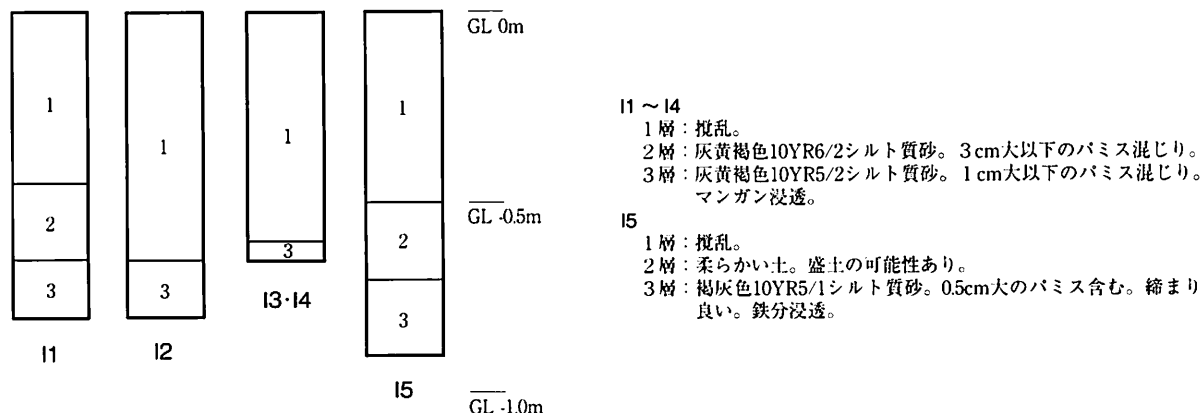 1
2
3
I1
1
3
I2
1
3
I3・I4
1
2
3
I5
GL 0m
GL -0.5m
GL -1.0m
I1～I4
1層：攪乱。
2層：灰黄褐色10YR6/2シルト質砂。3cm大以下のパミス混じり。
3層：灰黄褐色10YR5/2シルト質砂。1cm大以下のパミス混じり。
マンガン浸透。
I5
1層：攪乱。
2層：柔らかい土。盛土の可能性あり。
3層：褐灰色10YR5/1シルト質砂。0.5cm大のパミス含む。締まり
良い。鉄分浸透。